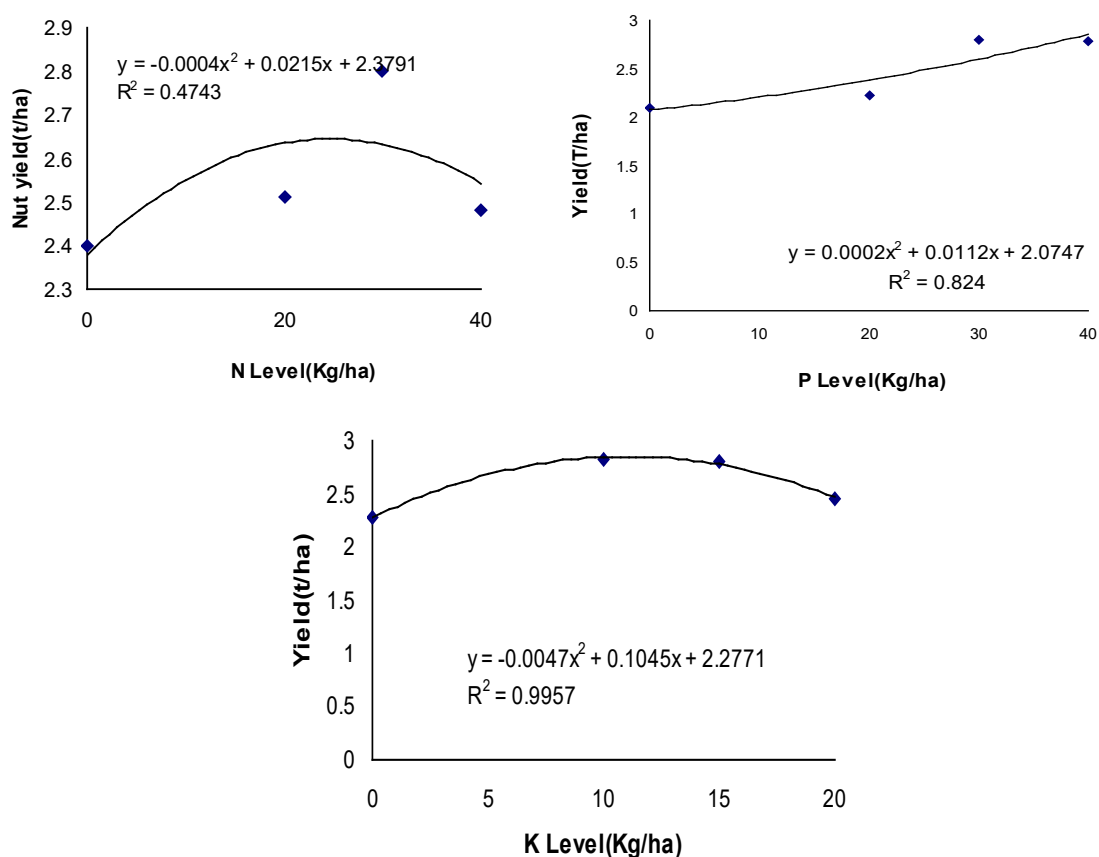 2.9
2.8
2.7
2.6
2.5
2.4
2.3
Nut yield(t/ha)
y = -0.0004x² + 0.0215x + 2.3791
R² = 0.4743
0 20 40
N Level(Kg/ha)
3
2.5
2
1.5
1
0.5
0
Yield(T/ha)
y = 0.0002x² + 0.0112x + 2.0747
R² = 0.824
0 10 20 30 40
P Level(Kg/ha)
3
2.5
2
1.5
1
0.5
0
Yield(t/ha)
y = -0.0047x² + 0.1045x + 2.2771
R² = 0.9957
0 5 10 15 20
K Level(Kg/ha)